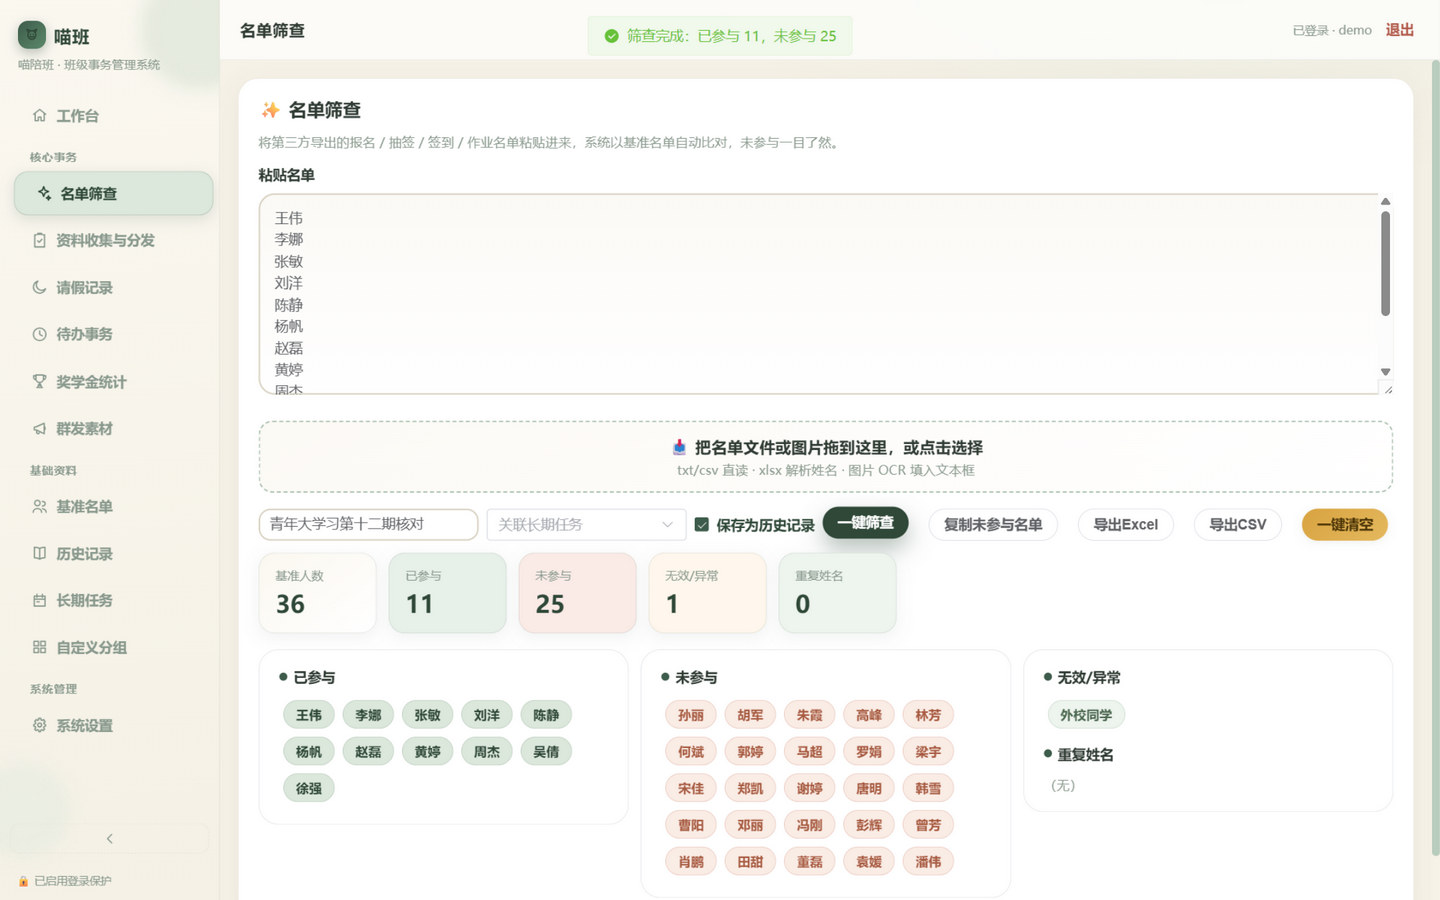 喵班
喵陪班 · 班级事务管理系统
工作台
核心事务
名单筛查
资料收集与分发
请假记录
待办事务
奖学金统计
群发素材
基础资料
基准名单
历史记录
长期任务
自定义分组
系统管理
系统设置
已启用登录保护
名单筛查
筛查完成：已参与 11，未参与 25
已登录 · demo 退出
名单筛查
将第三方导出的报名 / 抽签 / 签到 / 作业名单粘贴进来，系统以基准名单自动比对，未参与一目了然。
粘贴名单
王伟
李娜
张敏
刘洋
陈静
杨帆
赵磊
黄婷
周杰
把名单文件或图片拖到这里，或点击选择
txt/csv 直读 · xlsx 解析姓名 · 图片 OCR 填入文本框
青年大学习第十二期核对 关联长期任务 保存为历史记录 一键筛查 复制未参与名单 导出Excel 导出CSV 一键清空
基准人数 已参与 未参与 无效/异常 重复姓名
36 11 25 1 0
已参与
王伟 李娜 张敏 刘洋 陈静
杨帆 赵磊 黄婷 周杰 吴倩
徐强
未参与
孙丽 胡军 朱霞 高峰 林芳
何斌 郭婷 马超 罗娟 梁宇
宋佳 郑凯 谢婷 唐明 韩雪
曹阳 邓丽 冯刚 彭辉 曾芳
肖鹏 田甜 董磊 袁媛 潘伟
无效/异常
外校同学
重复姓名
（无）